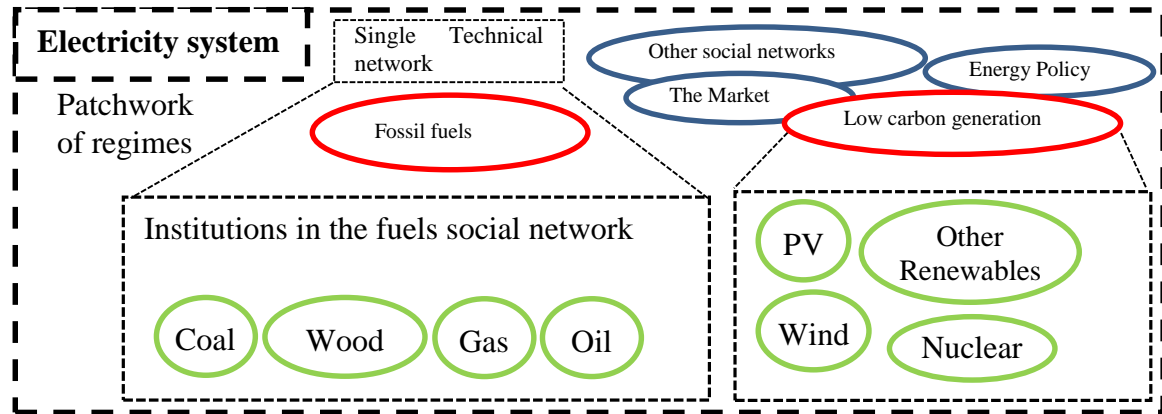 Electricity system
Patchwork
of regimes
Single Technical
network
Fossil fuels
Other social networks
The Market
Energy Policy
Low carbon generation
Institutions in the fuels social network
Coal
Wood
Gas
Oil
PV
Other
Renewables
Wind
Nuclear